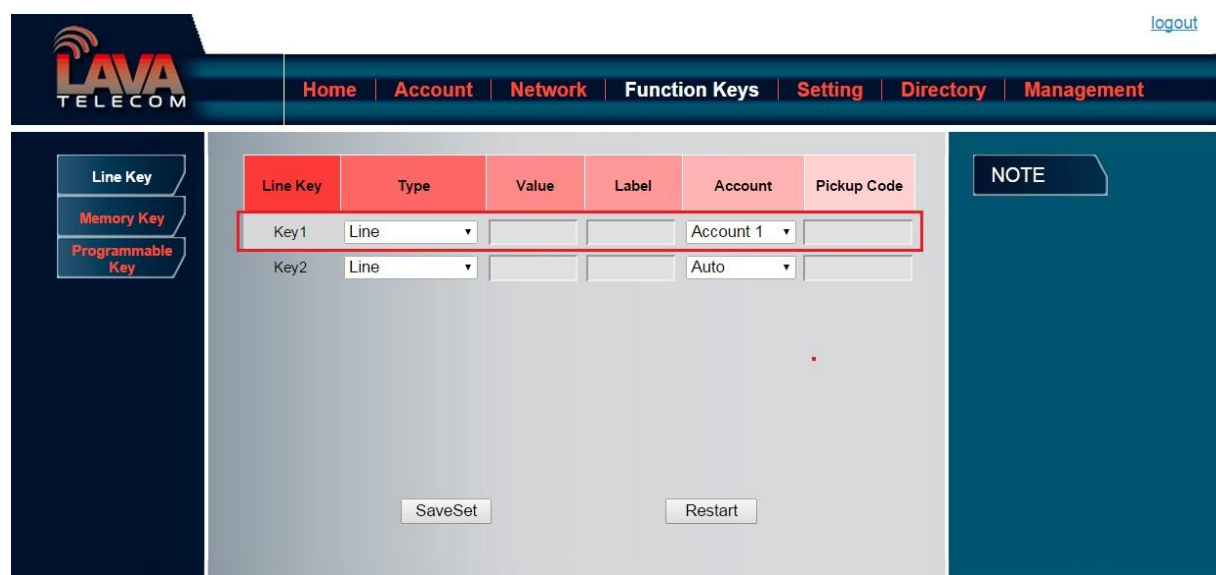 logout
LAVA
TELECOM
Home | Account | Network | Function Keys | Setting | Directory | Management
Line Key
Memory Key
Programmable
Key
Line Key Type Value Label Account Pickup Code
Key1 Line Account 1
Key2 Line Auto
SaveSet Restart
NOTE